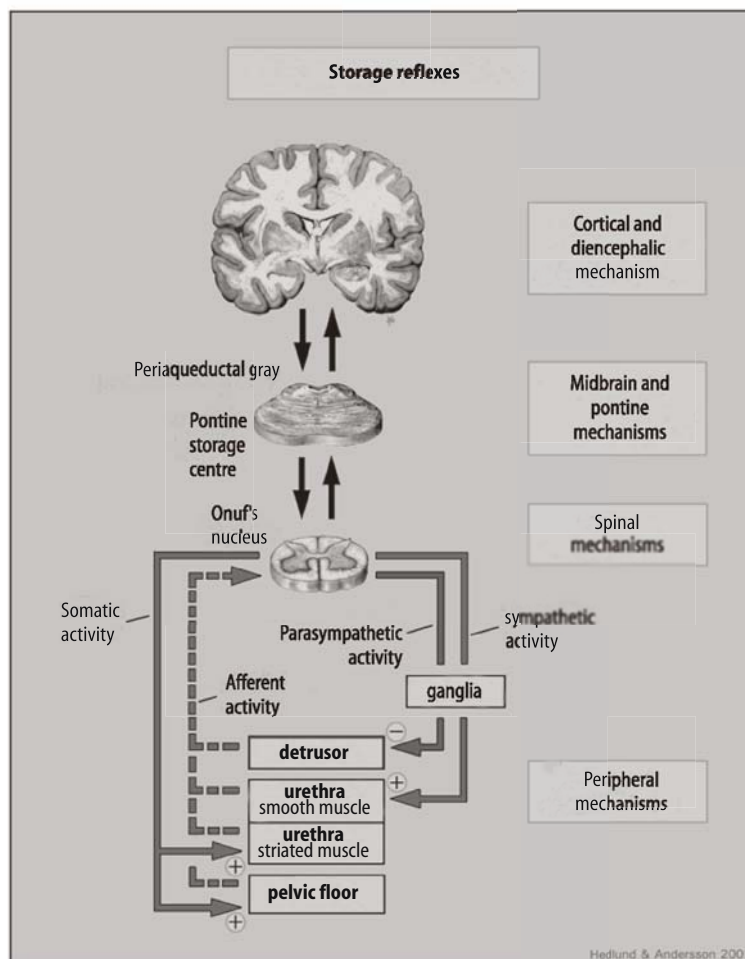 Storage reflexes
Cortical and
diencephalic
mechanism
Periaqueductal gray
Midbrain and
pontine
mechanisms
Pontine
storage
centre
Onuf's
nucleus
Spinal
mechanisms
Somatic
activity
Parasympathetic
activity
sympathetic
activity
Afferent
activity
ganglia
detrusor
−
urethra
smooth muscle
+
urethra
striated muscle
+
pelvic floor
+
Peripheral
mechanisms
Hedlund & Andersson